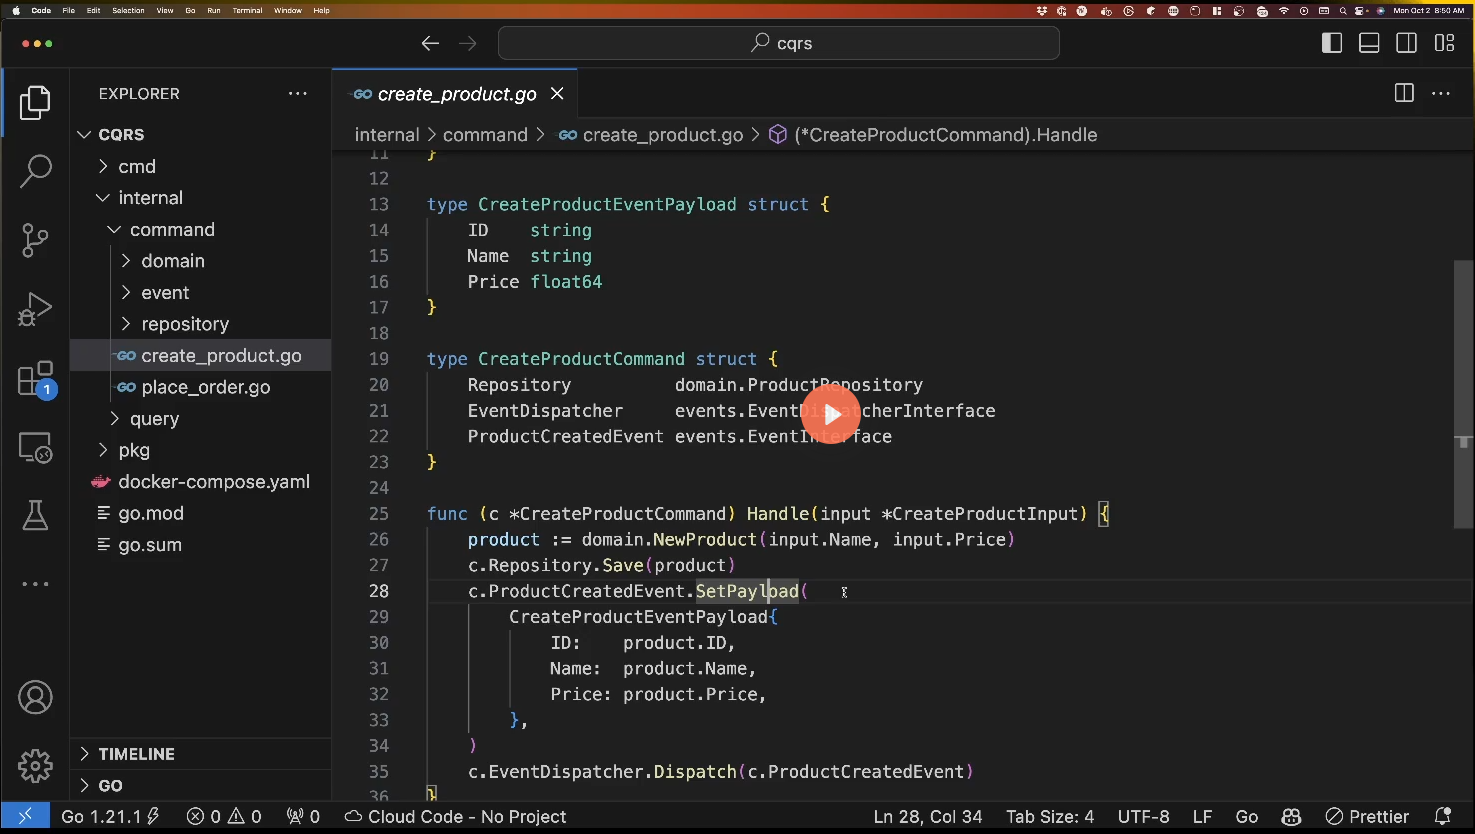 Code File Edit Selection View Go Run Terminal Window Help
Mon Oct 2 8:50 AM
cqrs
EXPLORER
create_product.go
internal > command > create_product.go > (*CreateProductCommand).Handle
CQRS
cmd
internal
command
domain
event
repository
create_product.go
place_order.go
query
pkg
docker-compose.yaml
go.mod
go.sum
TIMELINE
GO
1
11 }
12
13 type CreateProductEventPayload struct {
14 ID string
15 Name string
16 Price float64
17 }
18
19 type CreateProductCommand struct {
20 Repository domain.ProductRepository
21 EventDispatcher events.EventDispatcherInterface
22 ProductCreatedEvent events.EventInterface
23 }
24
25 func (c *CreateProductCommand) Handle(input *CreateProductInput) {
26 product := domain.NewProduct(input.Name, input.Price)
27 c.Repository.Save(product)
28 c.ProductCreatedEvent.SetPayload(
29 CreateProductEventPayload{
30 ID: product.ID,
31 Name: product.Name,
32 Price: product.Price,
33 },
34 )
35 c.EventDispatcher.Dispatch(c.ProductCreatedEvent)
36 }
Go 1.21.1 0 0 0 Cloud Code - No Project Ln 28, Col 34 Tab Size: 4 UTF-8 LF Go Prettier